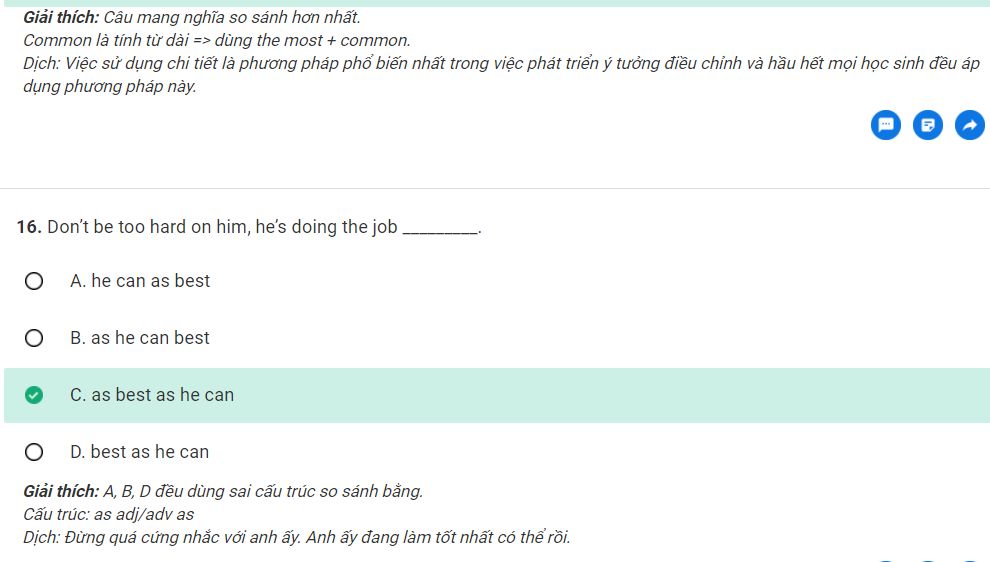 Giải thích: Câu mang nghĩa so sánh hơn nhất.
Common là tính từ dài => dùng the most + common.
Dịch: Việc sử dụng chi tiết là phương pháp phổ biến nhất trong việc phát triển ý tưởng điều chỉnh và hầu hết mọi học sinh đều áp
dụng phương pháp này.
16. Don't be too hard on him, he's doing the job _________.
A. he can as best
B. as he can best
C. as best as he can
D. best as he can
Giải thích: A, B, D đều dùng sai cấu trúc so sánh bằng.
Cấu trúc: as adj/adv as
Dịch: Đừng quá cứng nhắc với anh ấy. Anh ấy đang làm tốt nhất có thể rồi.